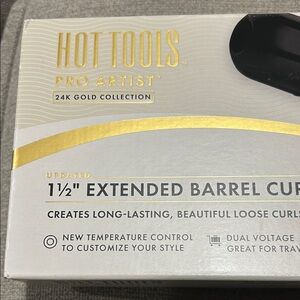 HOT TOOLS
PRO ARTIST
24K GOLD COLLECTION
UPDATED
1½" EXTENDED BARREL CUR
CREATES LONG-LASTING, BEAUTIFUL LOOSE CURLS
NEW TEMPERATURE CONTROL
TO CUSTOMIZE YOUR STYLE
DUAL VOLTAGE
GREAT FOR TRAV